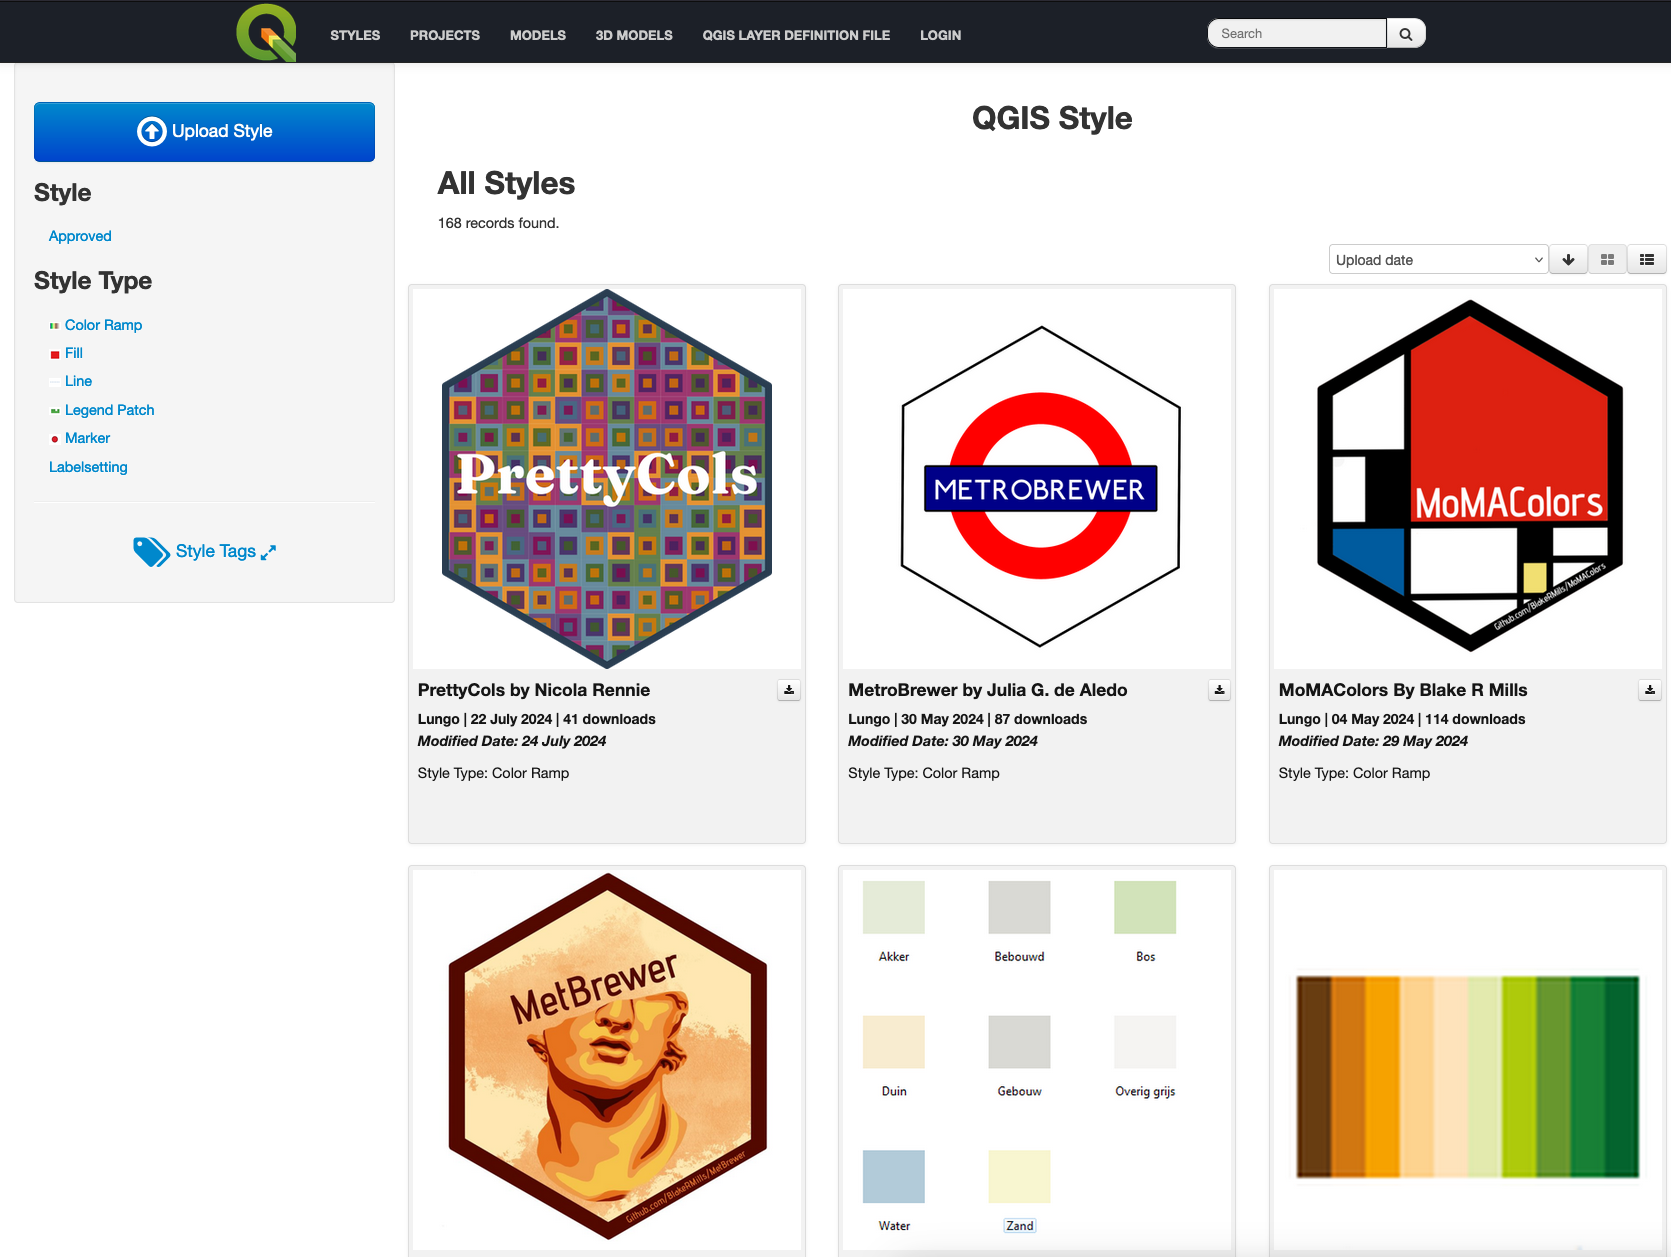 STYLES PROJECTS MODELS 3D MODELS QGIS LAYER DEFINITION FILE LOGIN Search
Upload Style
Style
Approved
Style Type
Color Ramp
Fill
Line
Legend Patch
Marker
Labelsetting
Style Tags
QGIS Style
All Styles
168 records found.
Upload date
PrettyCols
METROBREWER
MoMAColors
Github.com/BlakeRMills/MoMAColors
PrettyCols by Nicola Rennie
Lungo | 22 July 2024 | 41 downloads
Modified Date: 24 July 2024
Style Type: Color Ramp
MetroBrewer by Julia G. de Aledo
Lungo | 30 May 2024 | 87 downloads
Modified Date: 30 May 2024
Style Type: Color Ramp
MoMAColors By Blake R Mills
Lungo | 04 May 2024 | 114 downloads
Modified Date: 29 May 2024
Style Type: Color Ramp
MetBrewer
Github.com/BlakeRMills/MetBrewer
Akker Bebouwd Bos
Duin Gebouw Overig grijs
Water Zand